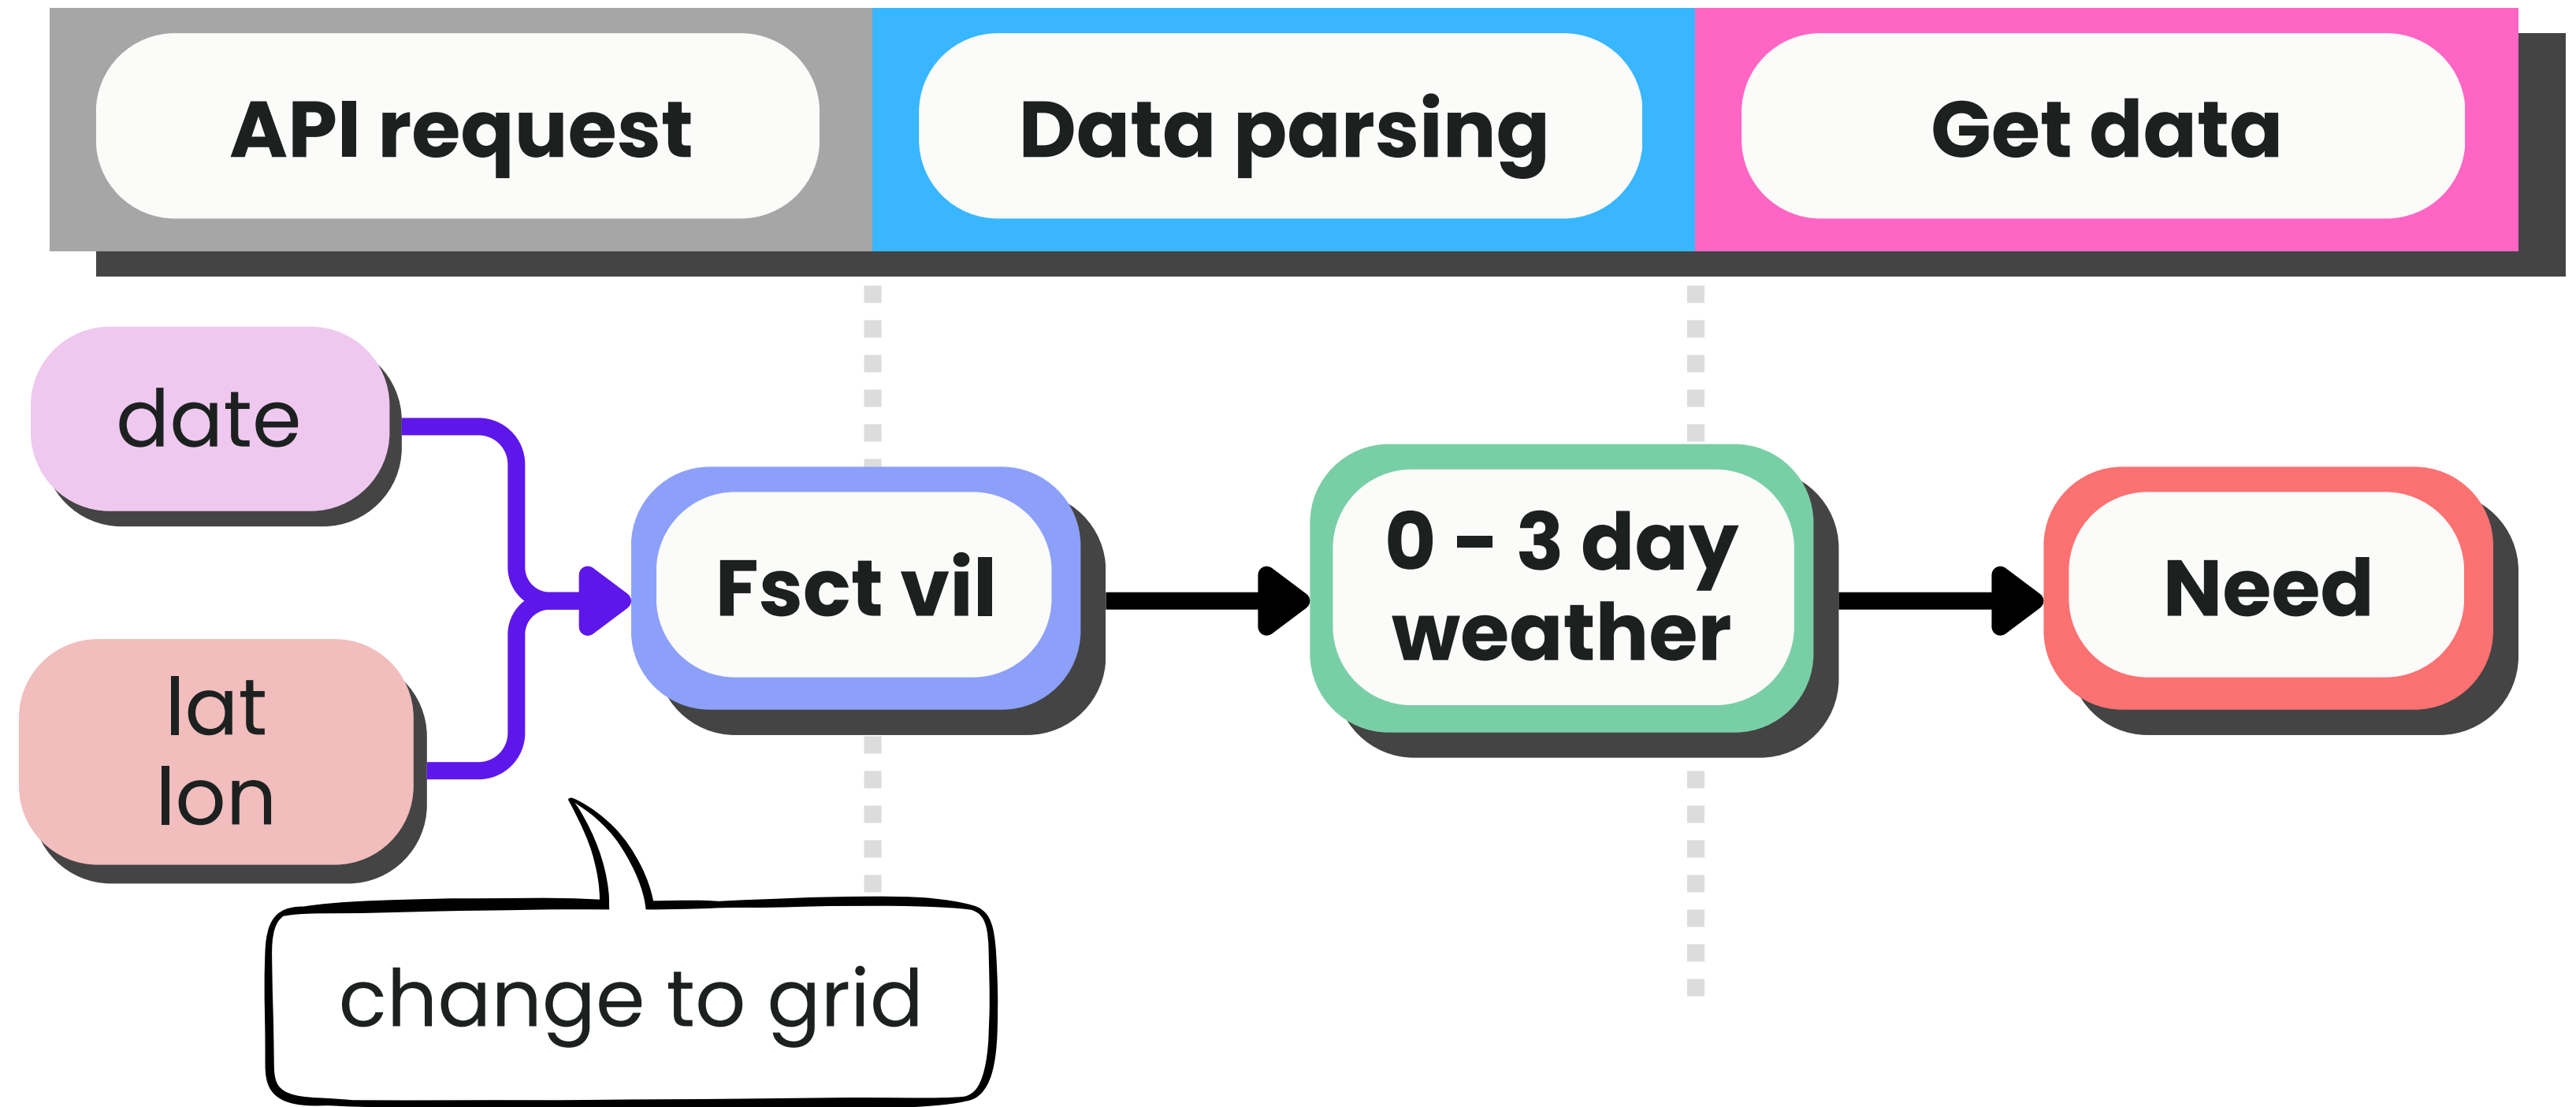 API request
Data parsing
Get data
date
lat
lon
Fsct vil
0 - 3 day
weather
Need
change to grid